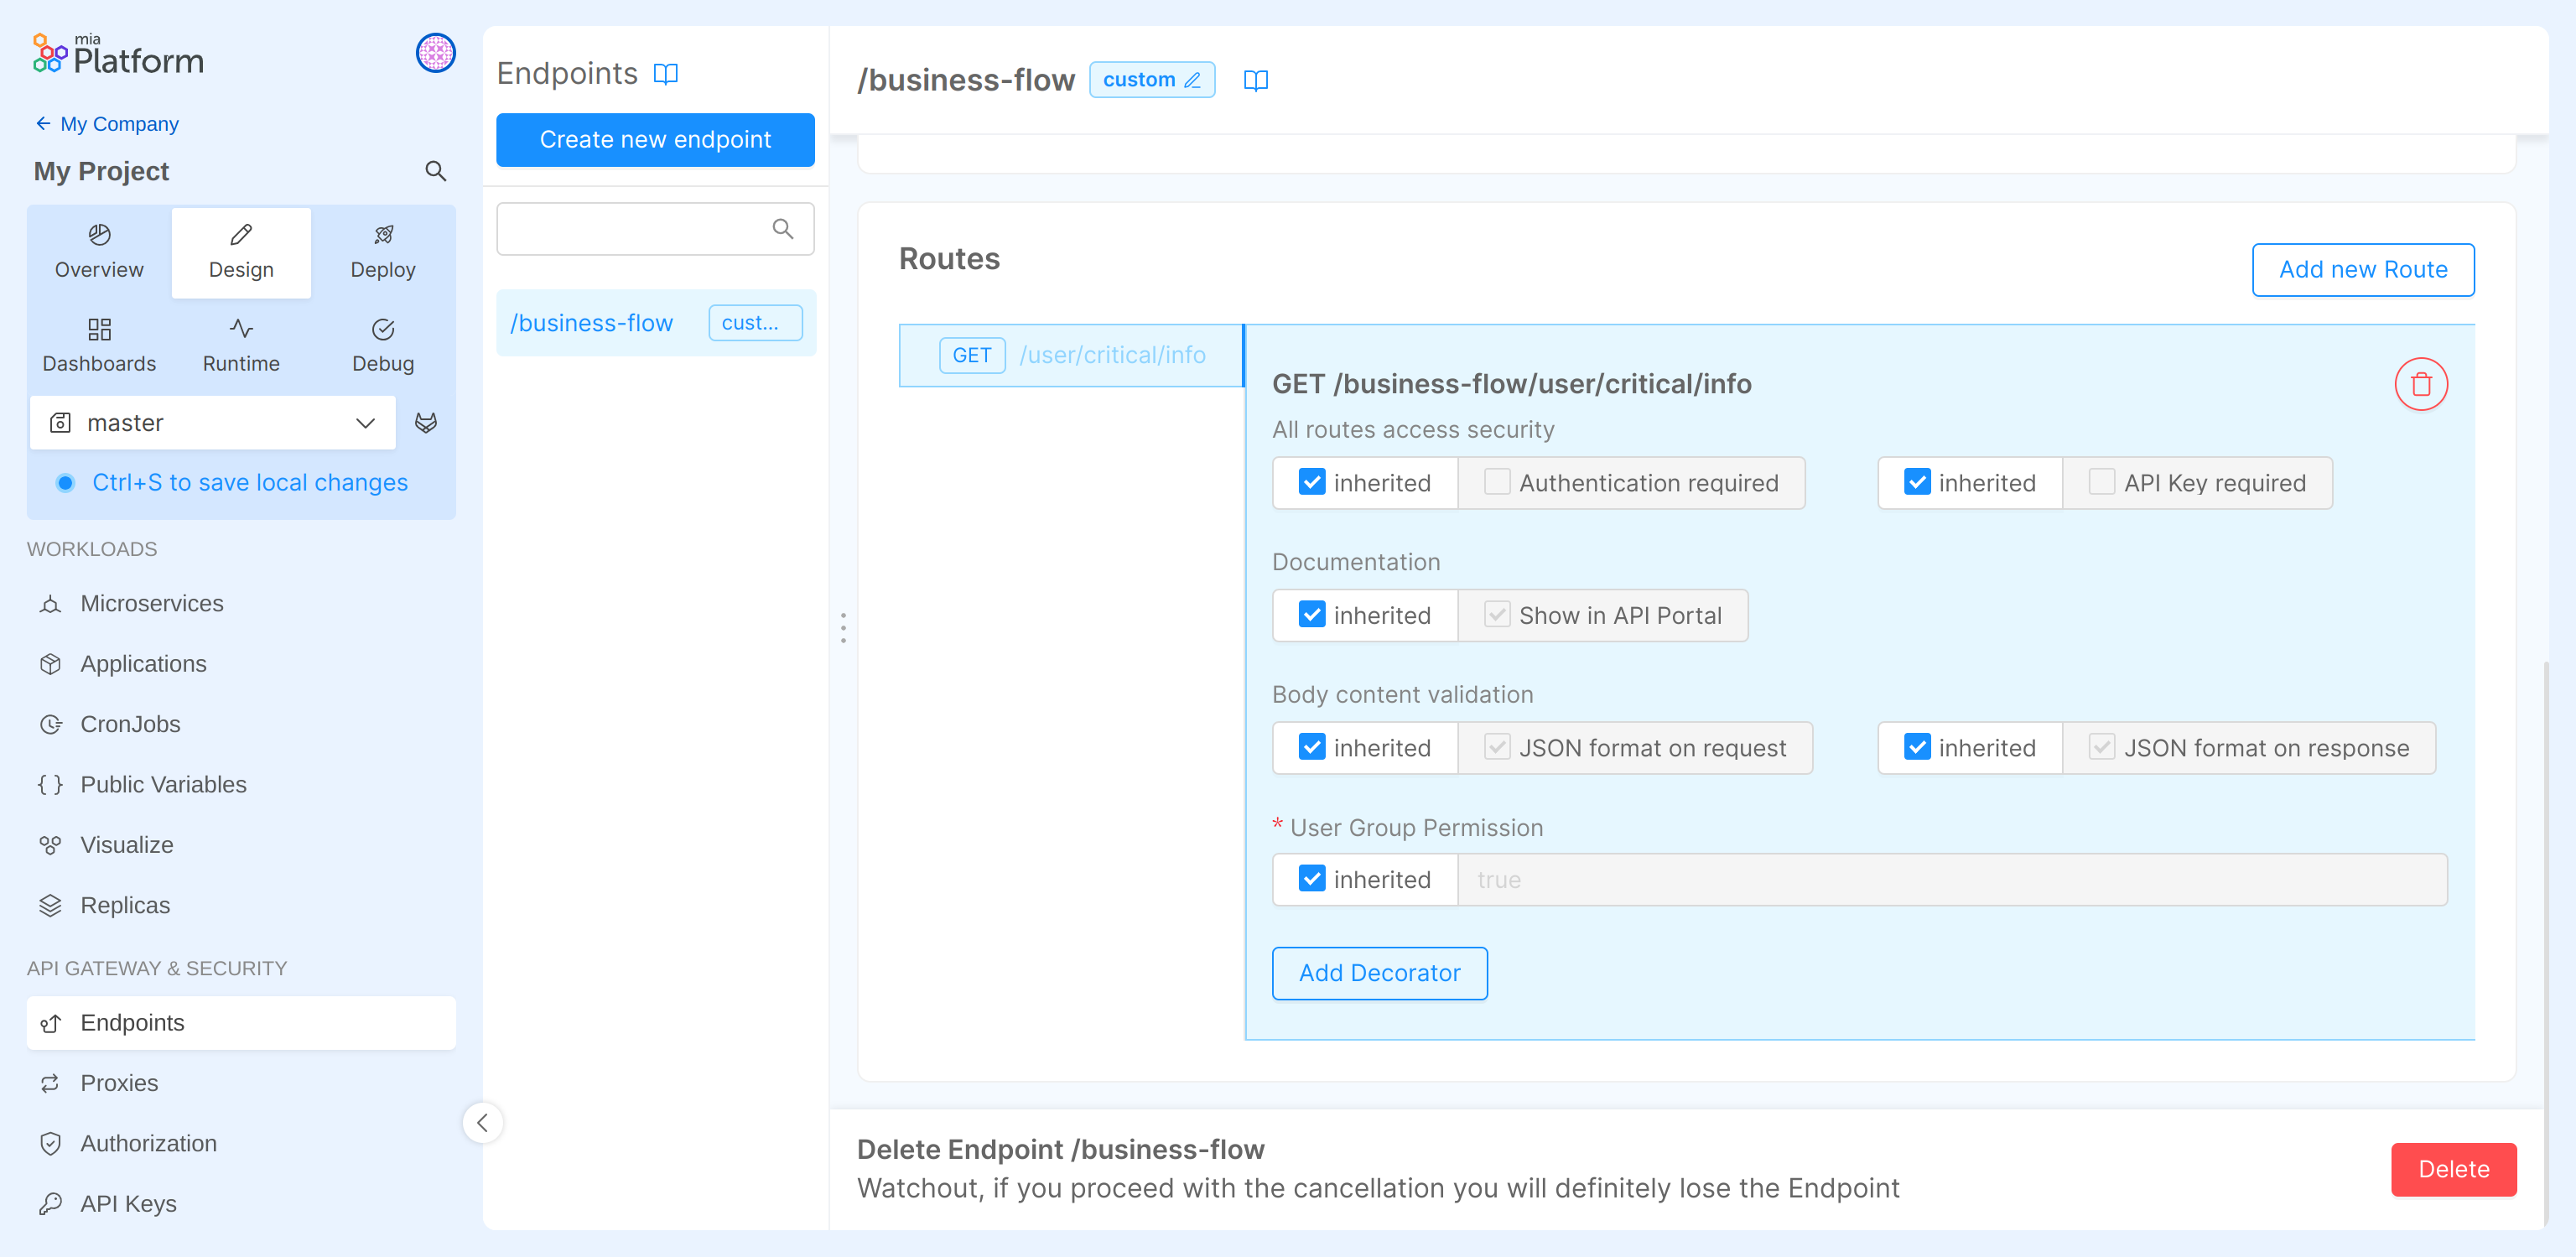 mia
Platform
My Company
My Project
Overview
Design
Deploy
Dashboards
Runtime
Debug
master
Ctrl+S to save local changes
WORKLOADS
Microservices
Applications
CronJobs
Public Variables
Visualize
Replicas
API GATEWAY & SECURITY
Endpoints
Proxies
Authorization
API Keys
Endpoints
Create new endpoint
/business-flow cust...
/business-flow custom
Routes
Add new Route
GET /user/critical/info
GET /business-flow/user/critical/info
All routes access security
inherited Authentication required inherited API Key required
Documentation
inherited Show in API Portal
Body content validation
inherited JSON format on request inherited JSON format on response
* User Group Permission
inherited true
Add Decorator
Delete Endpoint /business-flow
Watchout, if you proceed with the cancellation you will definitely lose the Endpoint
Delete